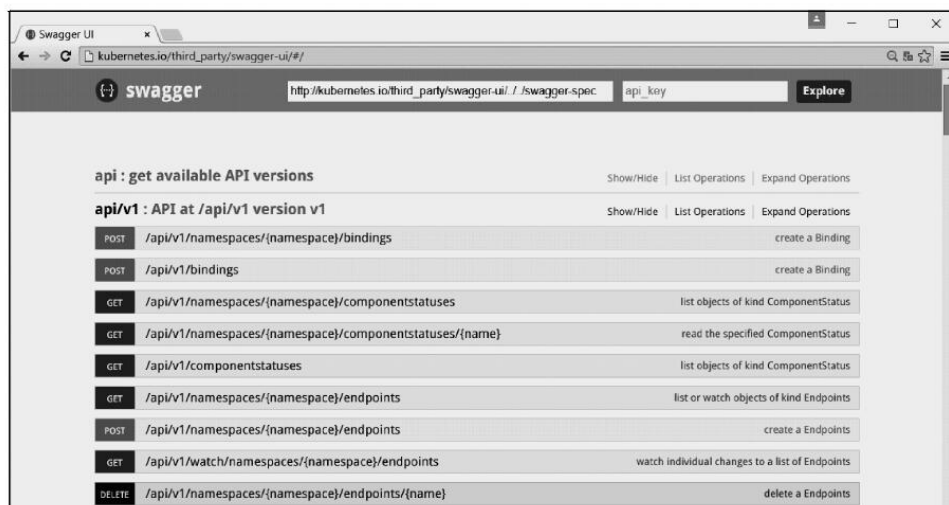 Swagger UI
kubernetes.io/third_party/swagger-ui/#/
swagger http://kubernetes.io/third_party/swagger-ui/../../swagger-spec api_key Explore
api : get available API versions Show/Hide List Operations Expand Operations
api/v1 : API at /api/v1 version v1 Show/Hide List Operations Expand Operations
POST /api/v1/namespaces/{namespace}/bindings create a Binding
POST /api/v1/bindings create a Binding
GET /api/v1/namespaces/{namespace}/componentstatuses list objects of kind ComponentStatus
GET /api/v1/namespaces/{namespace}/componentstatuses/{name} read the specified ComponentStatus
GET /api/v1/componentstatuses list objects of kind ComponentStatus
GET /api/v1/namespaces/{namespace}/endpoints list or watch objects of kind Endpoints
POST /api/v1/namespaces/{namespace}/endpoints create a Endpoints
GET /api/v1/watch/namespaces/{namespace}/endpoints watch individual changes to a list of Endpoints
DELETE /api/v1/namespaces/{namespace}/endpoints/{name} delete a Endpoints